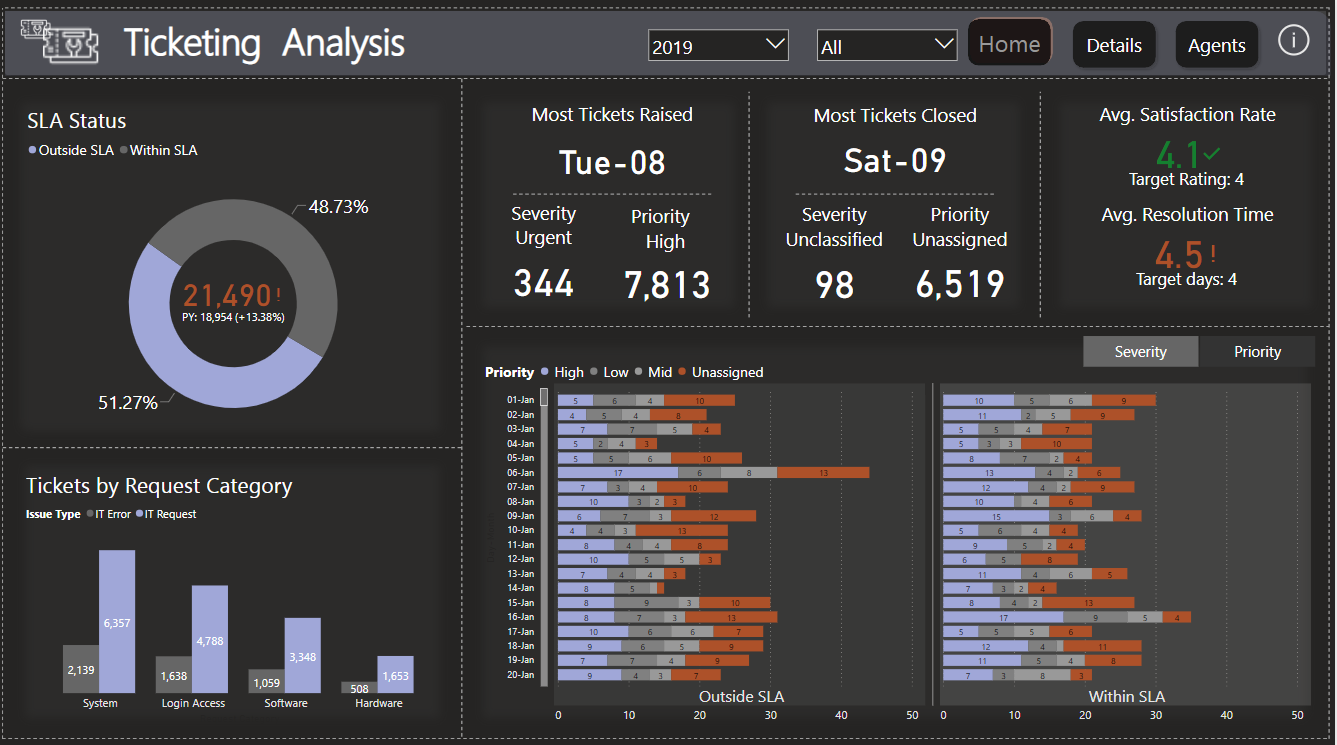 Ticketing Analysis
2019
All
Home
Details
Agents
i
SLA Status
Outside SLA Within SLA
48.73%
21,490!
PY: 18,954 (+13.38%)
51.27%
Most Tickets Raised
Tue-08
Severity Urgent
344
Priority High
7,813
Most Tickets Closed
Sat-09
Severity Unclassified
98
Priority Unassigned
6,519
Avg. Satisfaction Rate
4.1
Target Rating: 4
Avg. Resolution Time
4.5!
Target days: 4
Tickets by Request Category
Issue Type IT Error IT Request
2,139 6,357
1,638 4,788
1,059 3,348
508 1,653
System Login Access Software Hardware
Severity Priority
Priority High Low Mid Unassigned
01-Jan 5 6 4 10 10 5 6 9
02-Jan 4 5 4 8 11 2 5 9
03-Jan 7 7 5 4 5 5 4 7
04-Jan 5 2 4 3 5 3 3 10
05-Jan 5 5 6 10 8 7 2 4
06-Jan 17 6 8 13 13 4 2 6
07-Jan 7 3 4 10 12 4 2 9
08-Jan 10 3 2 3 10 4 6
09-Jan 6 7 3 12 15 3 6 4
10-Jan 4 4 3 13 5 6 4 4
11-Jan 8 4 4 8 9 5 2 4
12-Jan 10 5 5 3 6 5 8
13-Jan 7 4 4 3 11 4 6 5
14-Jan 8 5 7 3 2 4
15-Jan 8 9 3 10 8 4 2 13
16-Jan 8 7 3 13 17 9 5 4
17-Jan 10 6 6 7 5 5 5 6
18-Jan 9 6 5 9 12 4 11
19-Jan 7 7 4 9 11 5 4 8
20-Jan 9 4 3 7 7 3 8 3
Outside SLA Within SLA
0 10 20 30 40 50 0 10 20 30 40 50